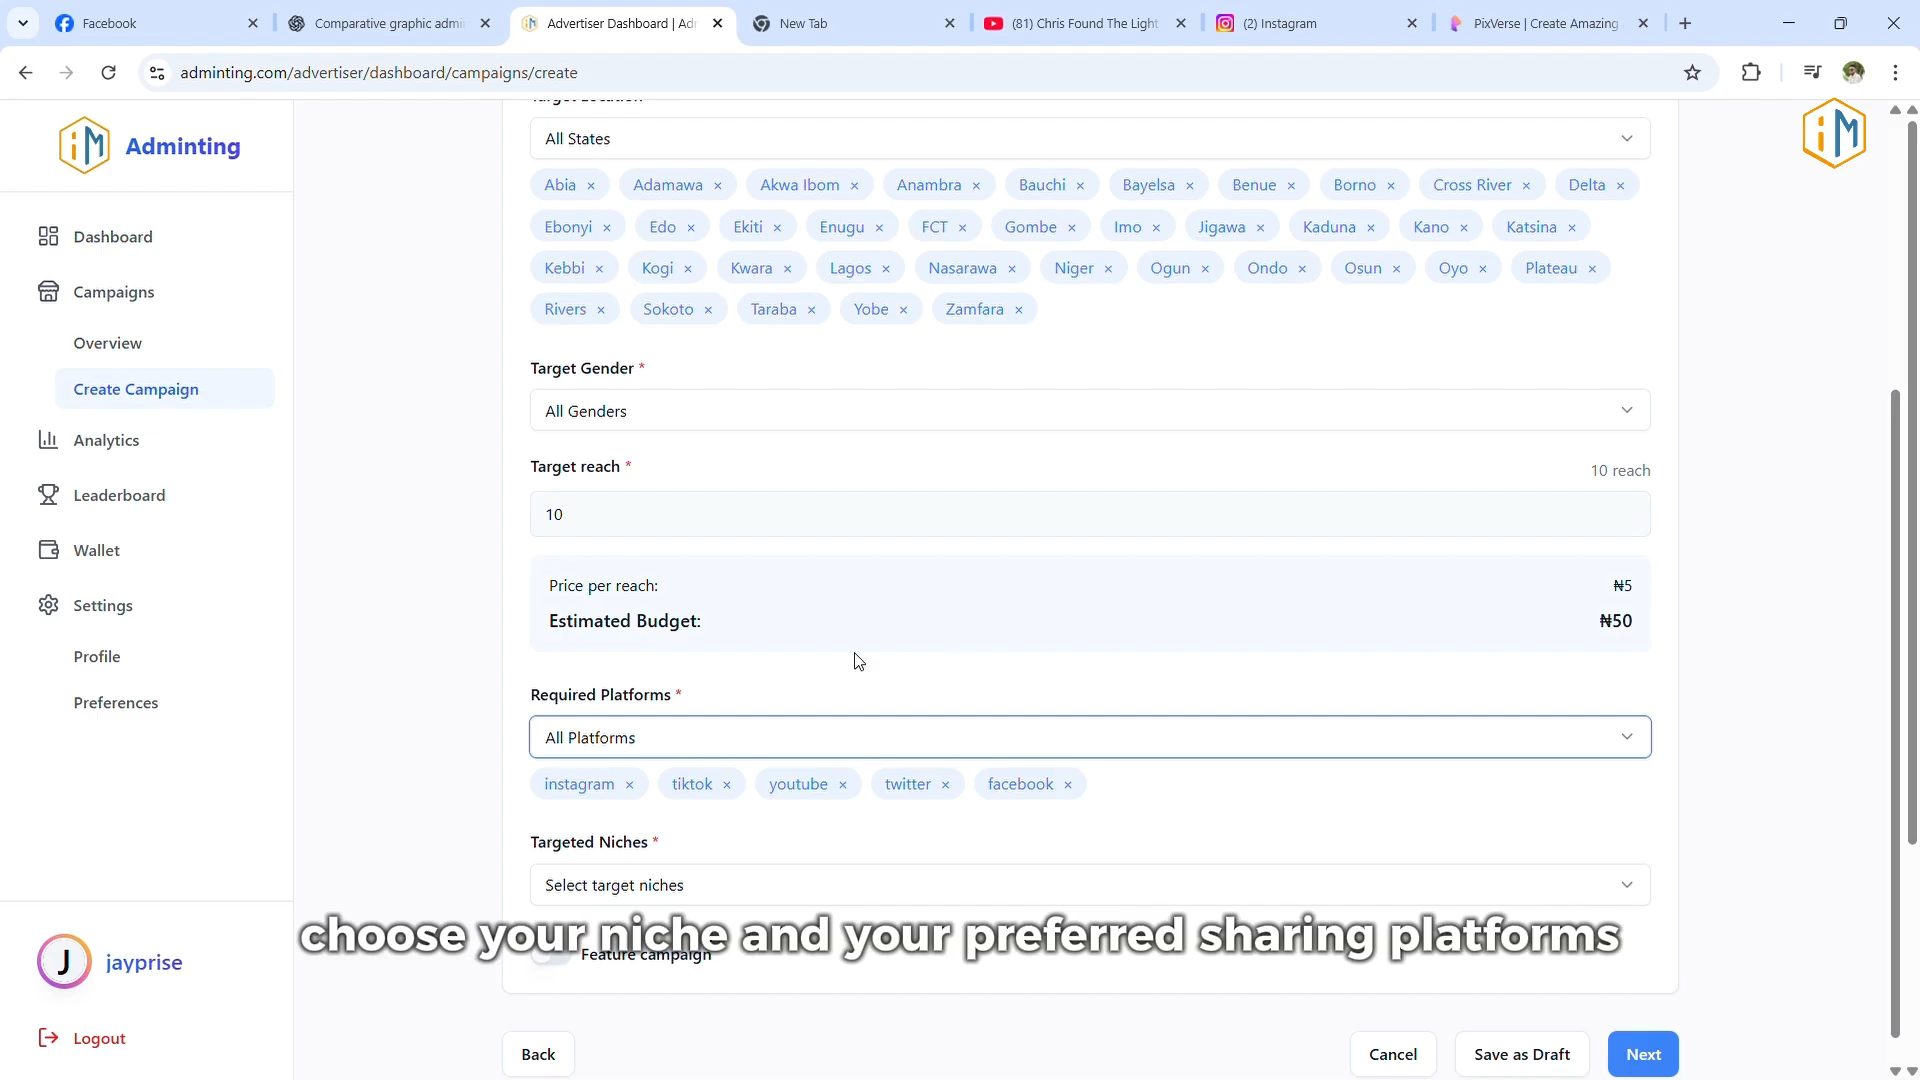 Facebook
Comparative graphic admi
Advertiser Dashboard | Ad
New Tab
(81) Chris Found The Light
(2) Instagram
PixVerse | Create Amazing
adminting.com/advertiser/dashboard/campaigns/create
Adminting
Dashboard
Campaigns
Overview
Create Campaign
Analytics
Leaderboard
Wallet
Settings
Profile
Preferences
J jayprise
Logout
Target Location
All States
Abia × Adamawa × Akwa Ibom × Anambra × Bauchi × Bayelsa × Benue × Borno × Cross River × Delta ×
Ebonyi × Edo × Ekiti × Enugu × FCT × Gombe × Imo × Jigawa × Kaduna × Kano × Katsina ×
Kebbi × Kogi × Kwara × Lagos × Nasarawa × Niger × Ogun × Ondo × Osun × Oyo × Plateau ×
Rivers × Sokoto × Taraba × Yobe × Zamfara ×
Target Gender *
All Genders
Target reach *
10 reach
10
Price per reach: ₦5
Estimated Budget: ₦50
Required Platforms *
All Platforms
instagram × tiktok × youtube × twitter × facebook ×
Targeted Niches *
Select target niches
choose your niche and your preferred sharing platforms
Feature campaign
Back
Cancel
Save as Draft
Next